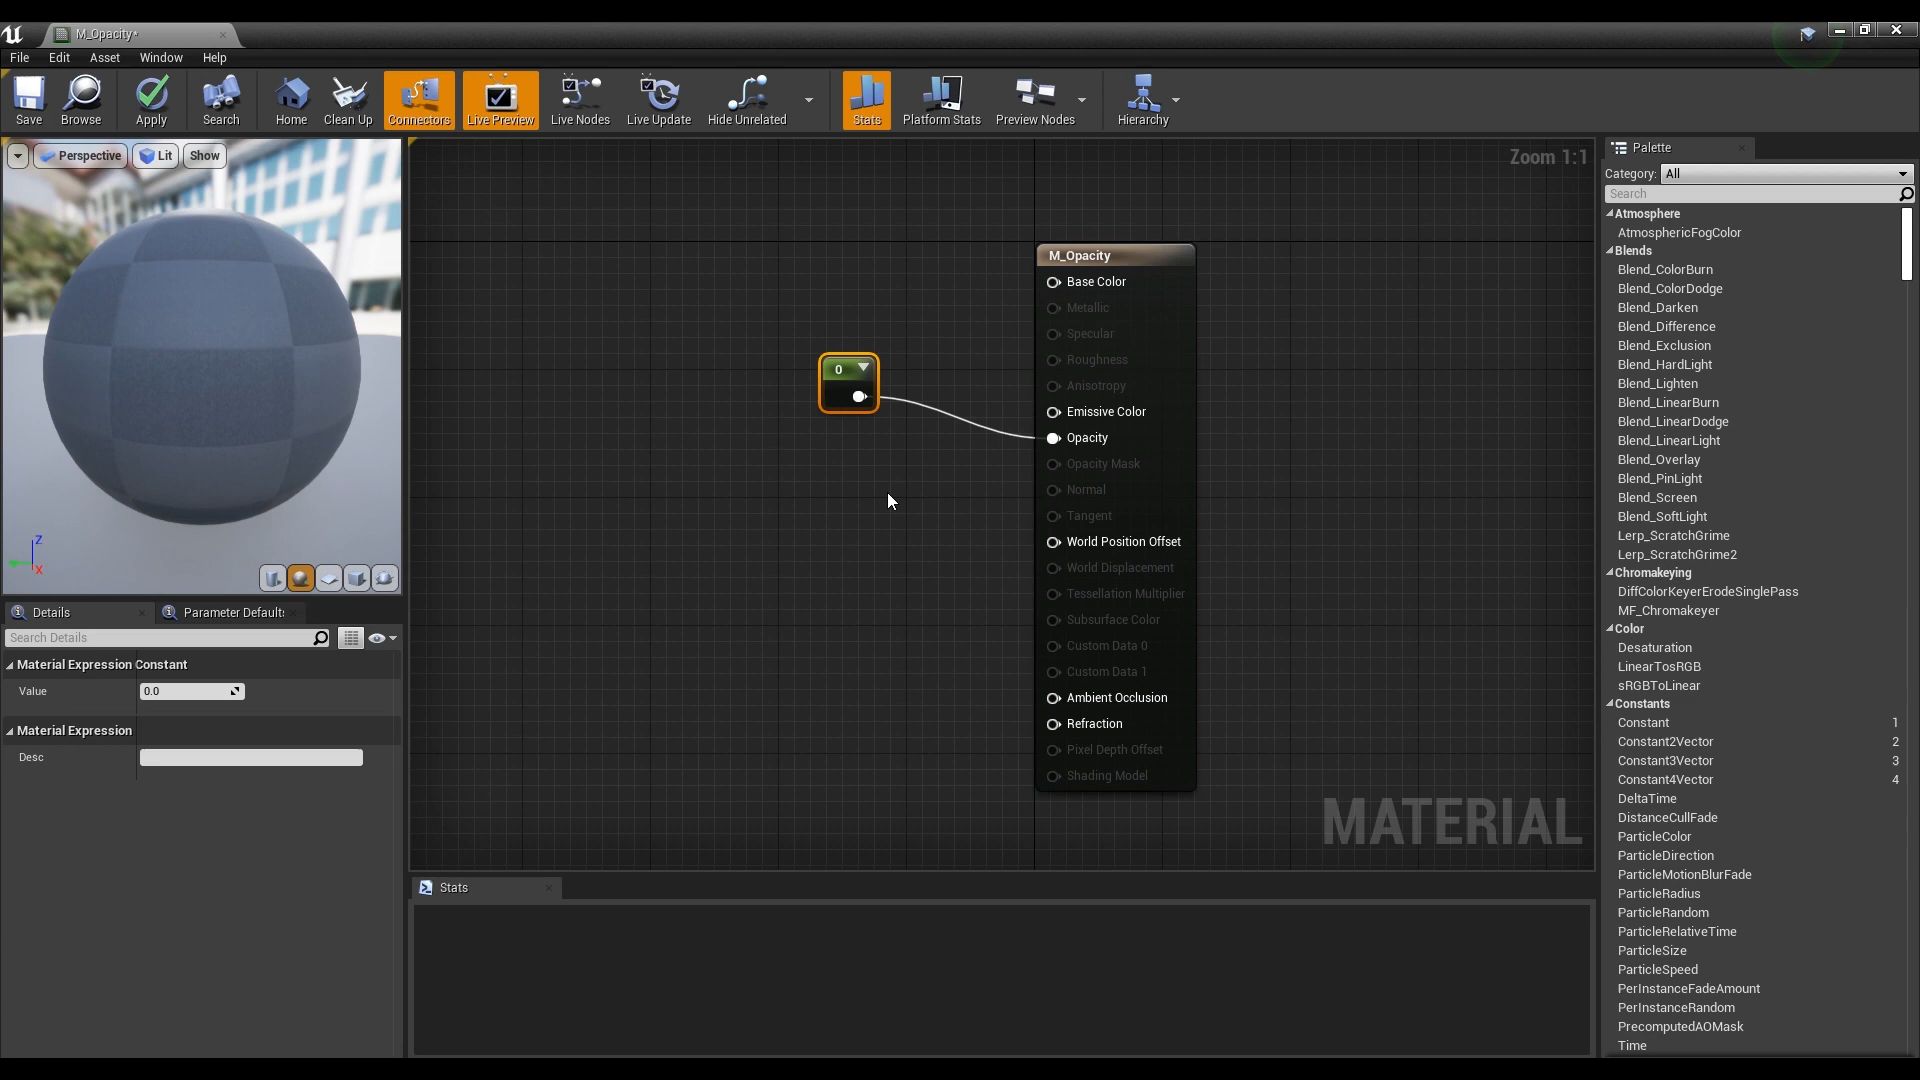 M_Opacity*
File Edit Asset Window Help
Save Browse Apply Search Home Clean Up Connectors Live Preview Live Nodes Live Update Hide Unrelated Stats Platform Stats Preview Nodes Hierarchy
Perspective Lit Show
Z
X
Details Parameter Default
Search Details
Material Expression Constant
Value 0.0
Material Expression
Desc
Zoom 1:1
0
M_Opacity
Base Color
Metallic
Specular
Roughness
Anisotropy
Emissive Color
Opacity
Opacity Mask
Normal
Tangent
World Position Offset
World Displacement
Tessellation Multiplier
Subsurface Color
Custom Data 0
Custom Data 1
Ambient Occlusion
Refraction
Pixel Depth Offset
Shading Model
MATERIAL
Stats
Palette
Category: All
Search
Atmosphere
AtmosphericFogColor
Blends
Blend_ColorBurn
Blend_ColorDodge
Blend_Darken
Blend_Difference
Blend_Exclusion
Blend_HardLight
Blend_Lighten
Blend_LinearBurn
Blend_LinearDodge
Blend_LinearLight
Blend_Overlay
Blend_PinLight
Blend_Screen
Blend_SoftLight
Lerp_ScratchGrime
Lerp_ScratchGrime2
Chromakeying
DiffColorKeyerErodeSinglePass
MF_Chromakeyer
Color
Desaturation
LinearTosRGB
sRGBToLinear
Constants
Constant 1
Constant2Vector 2
Constant3Vector 3
Constant4Vector 4
DeltaTime
DistanceCullFade
ParticleColor
ParticleDirection
ParticleMotionBlurFade
ParticleRadius
ParticleRandom
ParticleRelativeTime
ParticleSize
ParticleSpeed
PerInstanceFadeAmount
PerInstanceRandom
PrecomputedAOMask
Time